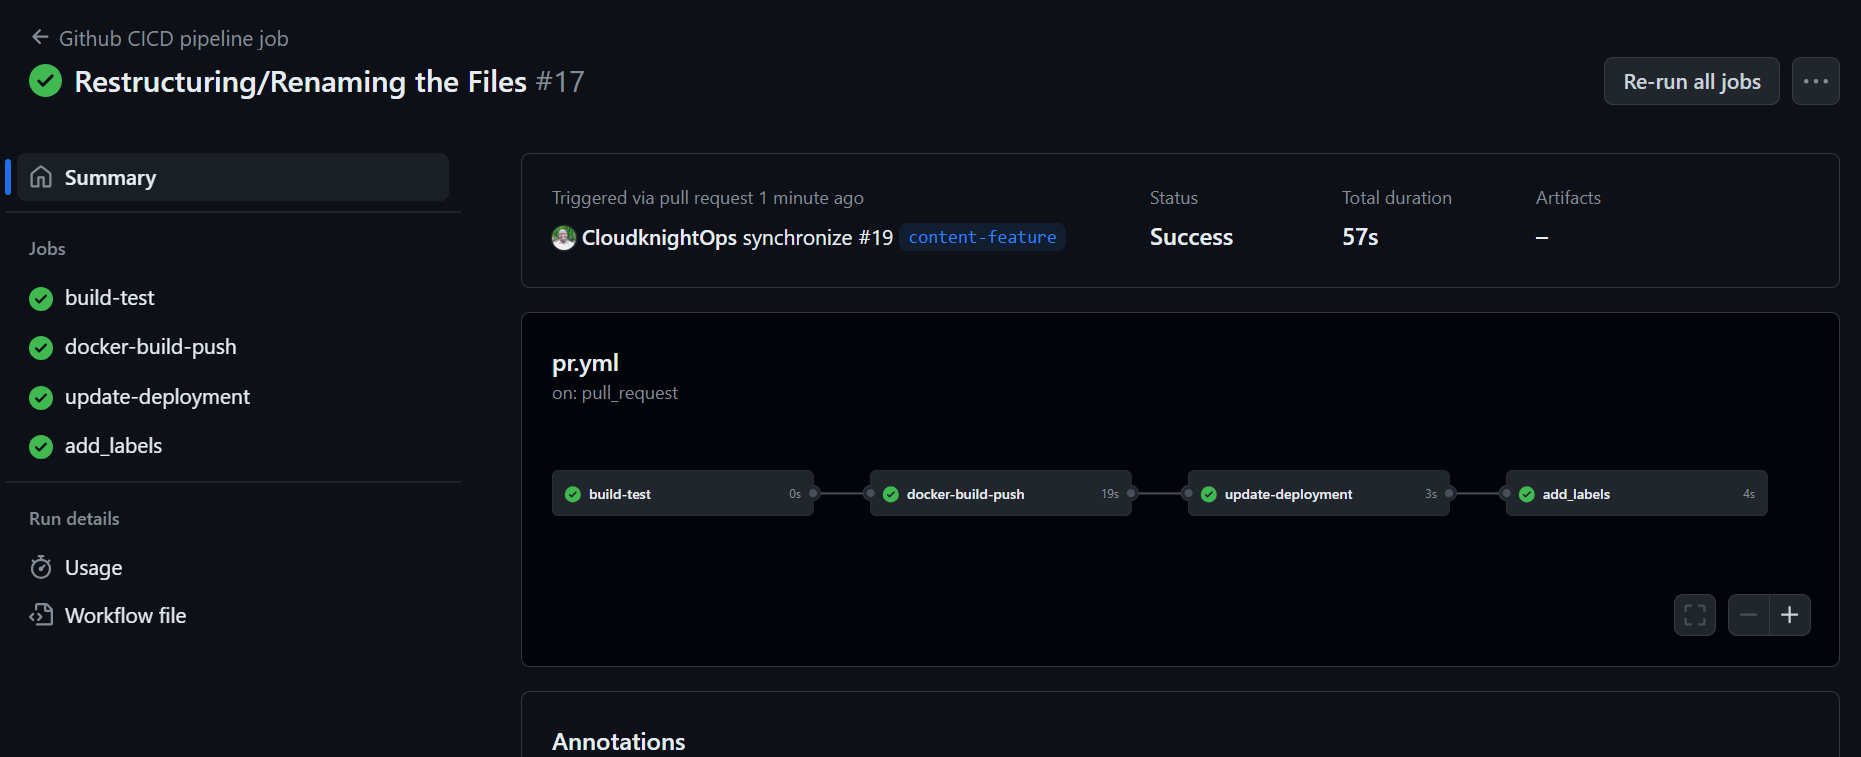 Github CICD pipeline job
Restructuring/Renaming the Files #17
Re-run all jobs
Summary
Jobs
build-test
docker-build-push
update-deployment
add_labels
Run details
Usage
Workflow file
Triggered via pull request 1 minute ago
CloudknightOps synchronize #19 content-feature
Status
Success
Total duration
57s
Artifacts
–
pr.yml
on: pull_request
build-test 0s
docker-build-push 19s
update-deployment 3s
add_labels 4s
Annotations